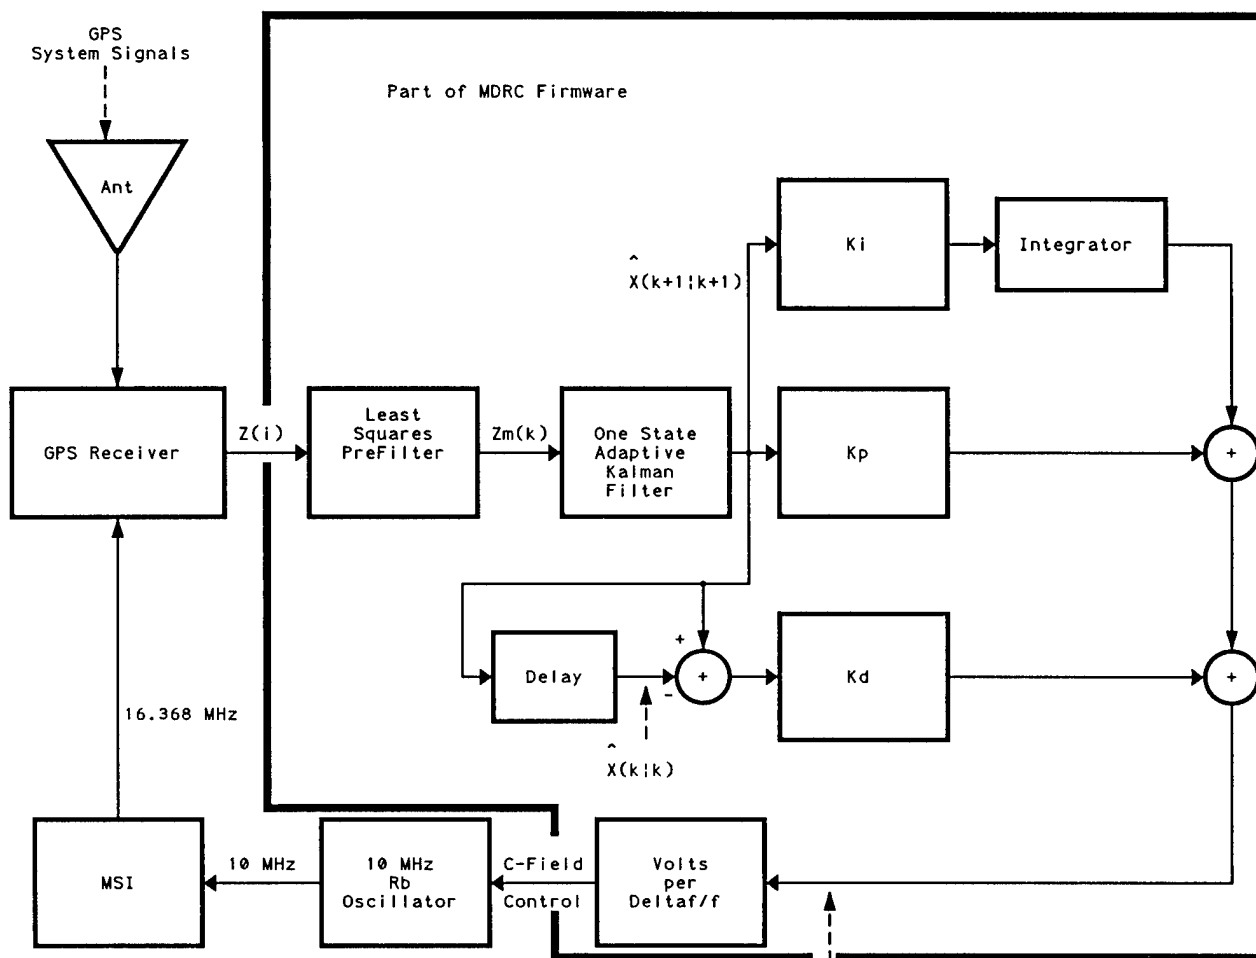 GPS
System Signals
Part of MDRC Firmware
Ant
Ki
Integrator
^
X(k+1¦k+1)
GPS Receiver
Z(i)
Least
Squares
PreFilter
Zm(k)
One State
Adaptive
Kalman
Filter
Kp
+
+
Delay
-
+
Kd
+
^
X(k¦k)
16.368 MHz
MSI
10 MHz
10 MHz
Rb
Oscillator
C-Field
Control
Volts
per
Deltaf/f